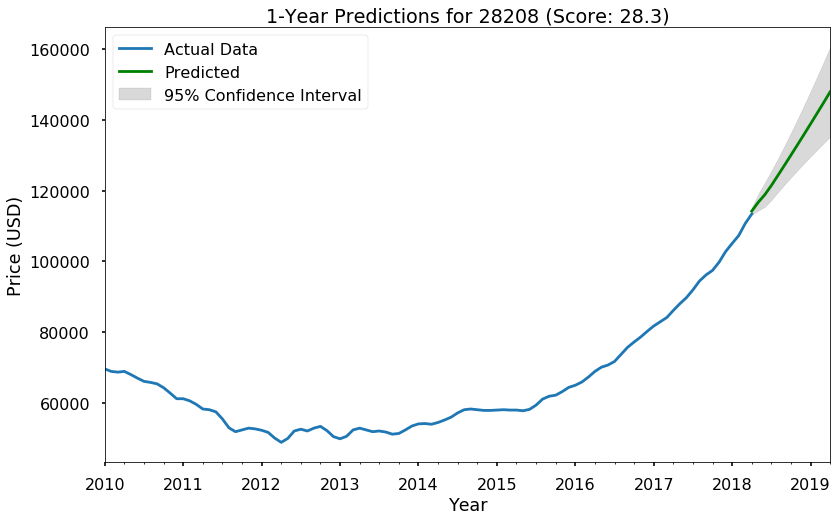 1-Year Predictions for 28208 (Score: 28.3)
Actual Data
Predicted
95% Confidence Interval
160000
140000
120000
100000
80000
60000
Price (USD)
2010 2011 2012 2013 2014 2015 2016 2017 2018 2019
Year